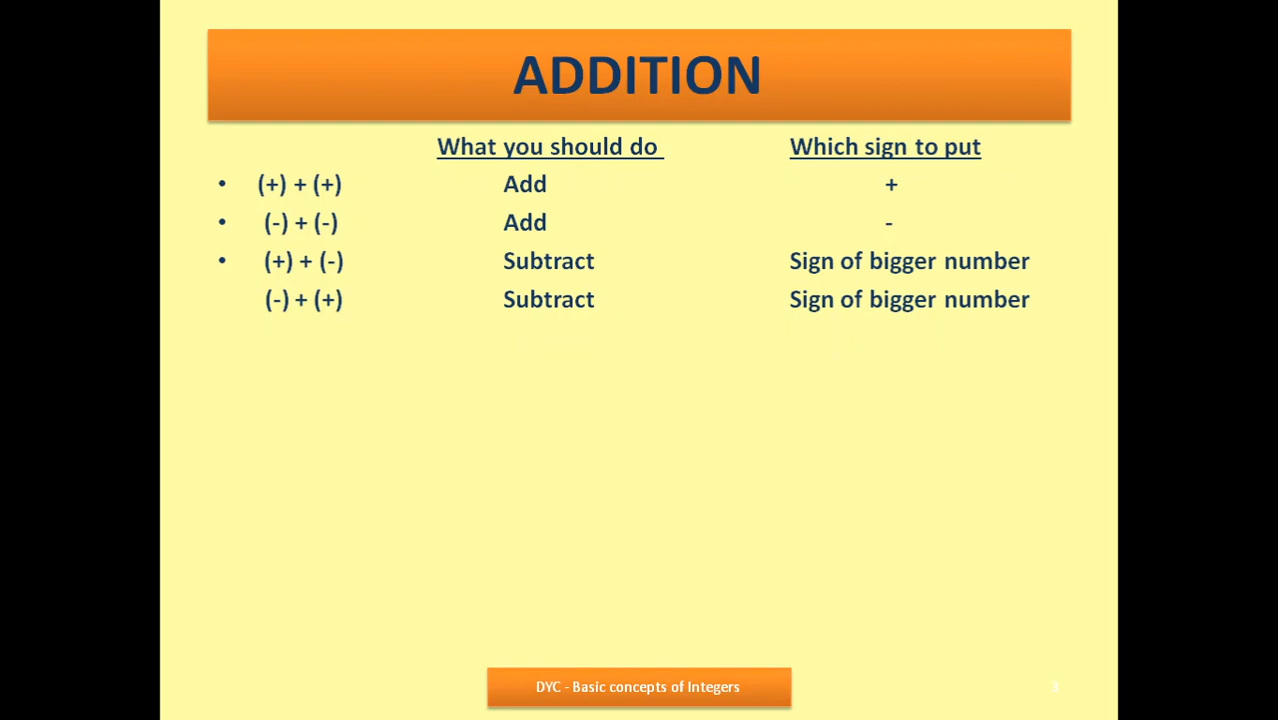 ADDITION
What you should do Which sign to put
• (+) + (+) Add +
• (-) + (-) Add -
• (+) + (-) Subtract Sign of bigger number
(-) + (+) Subtract Sign of bigger number
DYC - Basic concepts of Integers 3